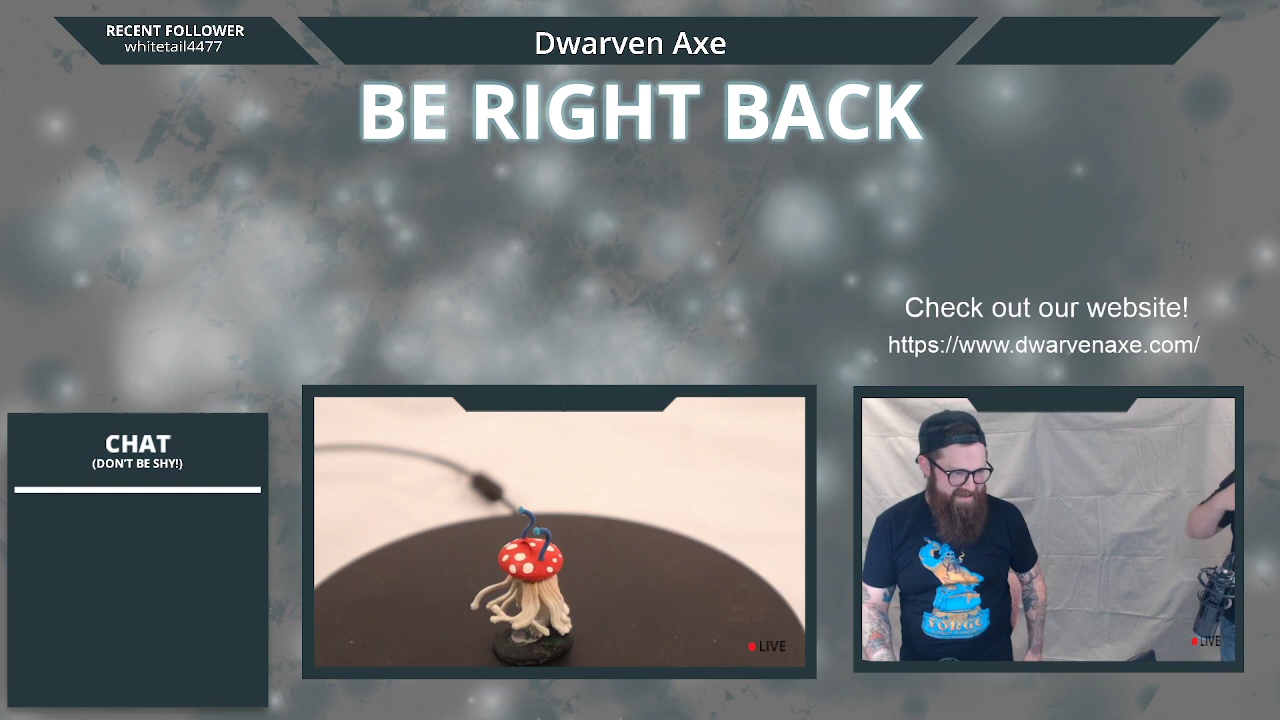 RECENT FOLLOWER
whitetail4477
Dwarven Axe
BE RIGHT BACK
Check out our website!
https://www.dwarvenaxe.com/
CHAT
(DON'T BE SHY!)
LIVE
FORGE
LIVE